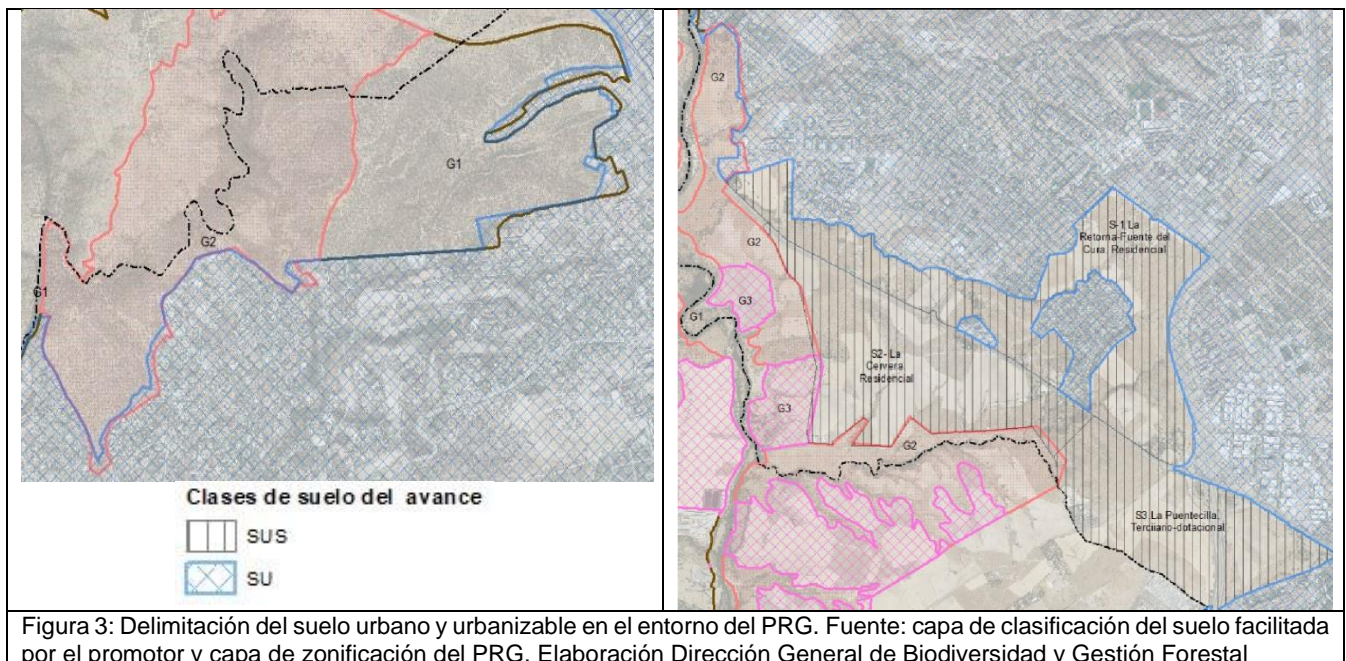 G1
G2
G1
Clases de suelo del avance
SUS
SU
G2
G2
G3
G1
G3
G2
S-1 La
Retorna-Fuente del
Cura Residencial
S2- La
Cervera
Residencial
S3 La Puentecilla
Terciario-dotacional
Figura 3: Delimitación del suelo urbano y urbanizable en el entorno del PRG. Fuente: capa de clasificación del suelo facilitada
por el promotor y capa de zonificación del PRG. Elaboración Dirección General de Biodiversidad y Gestión Forestal